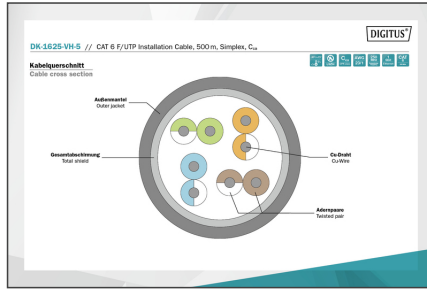 DIGITUS®
DK-1625-VH-5 // CAT 6 F/UTP Installation Cable, 500 m, Simplex, Cca
Kabelquerschnitt
Cable cross section
Außenmantel
Outer jacket
Gesamtabschirmung
Total shield
Cu-Draht
Cu-Wire
Adernpaare
Twisted pair